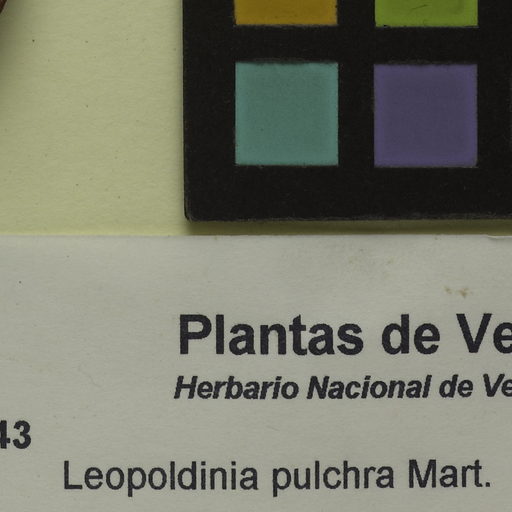 Plantas de Ve
Herbario Nacional de Ve
43
Leopoldinia pulchra Mart.